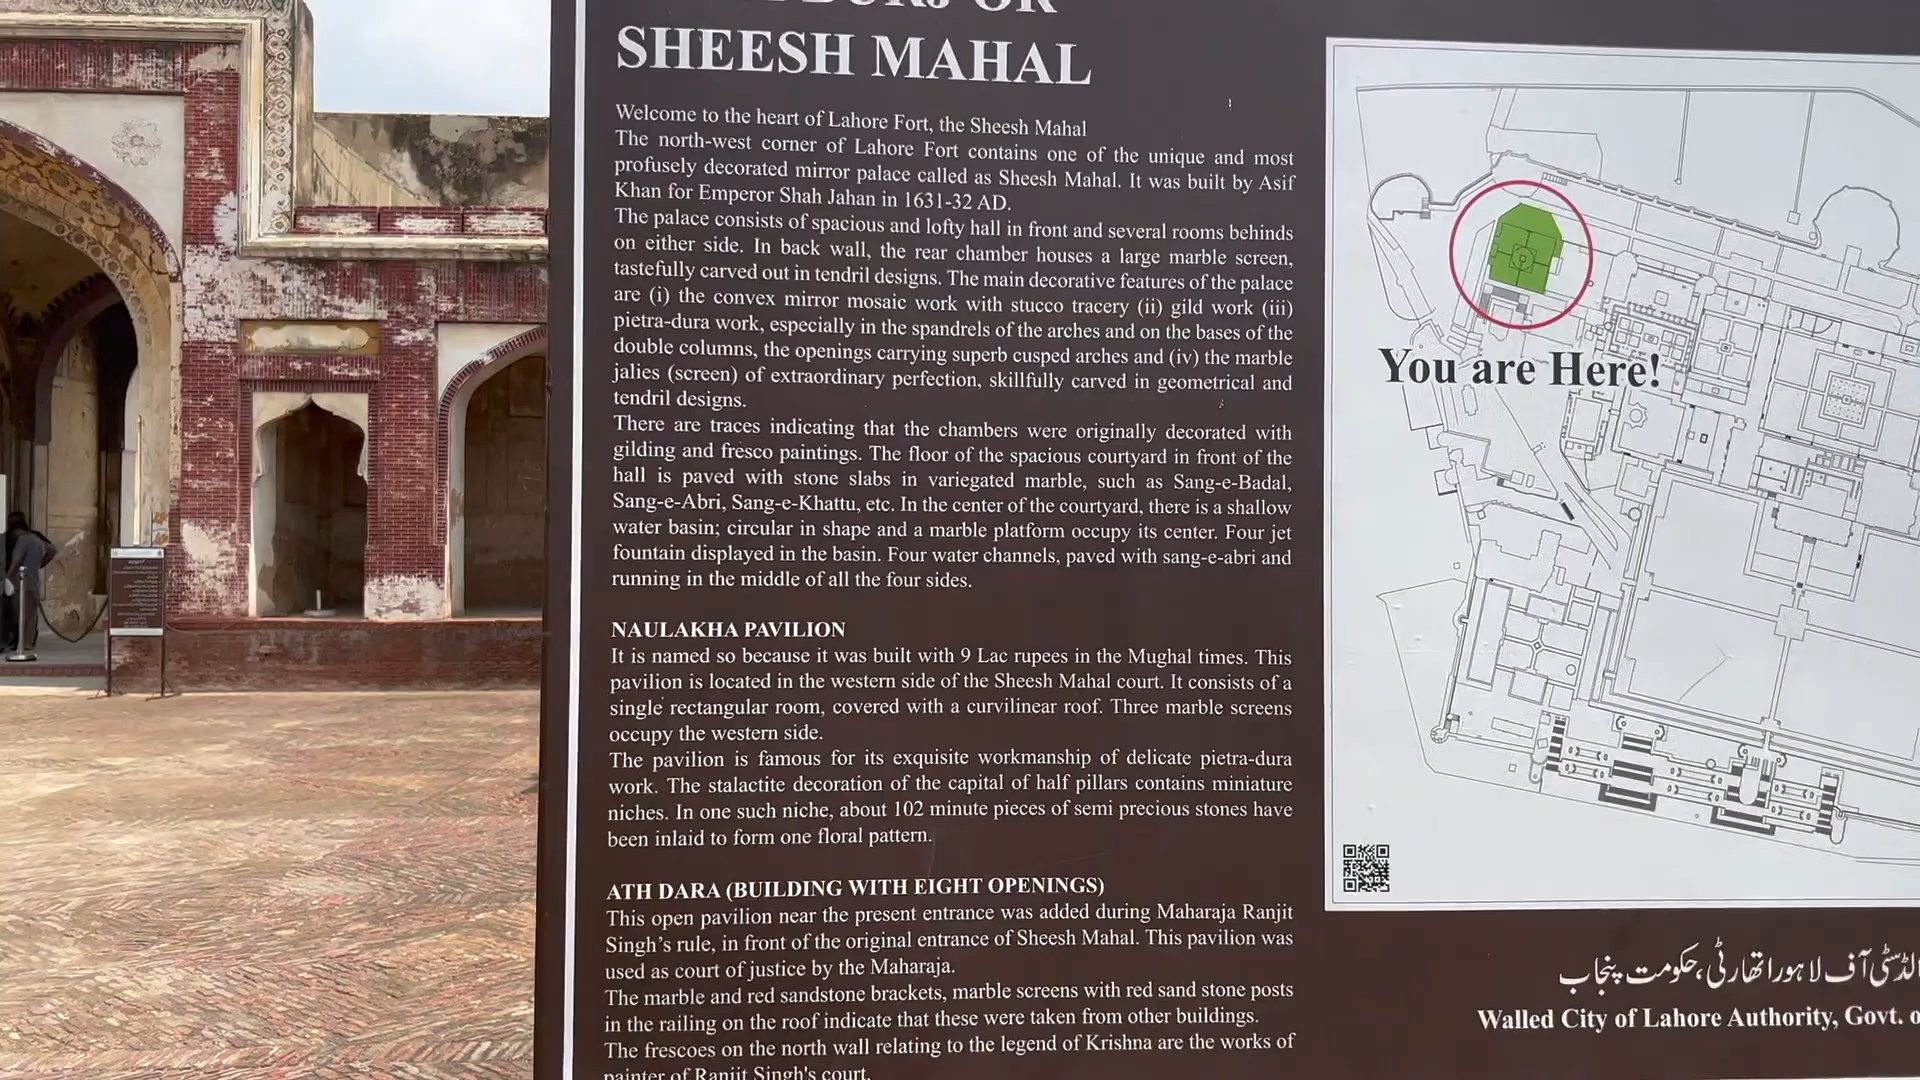 BURJ OR
SHEESH MAHAL
Welcome to the heart of Lahore Fort, the Sheesh Mahal
The north-west corner of Lahore Fort contains one of the unique and most
profusely decorated mirror palace called as Sheesh Mahal. It was built by Asif
Khan for Emperor Shah Jahan in 1631-32 AD.
The palace consists of spacious and lofty hall in front and several rooms behinds
on either side. In back wall, the rear chamber houses a large marble screen,
tastefully carved out in tendril designs. The main decorative features of the palace
are (i) the convex mirror mosaic work with stucco tracery (ii) gild work (iii)
pietra-dura work, especially in the spandrels of the arches and on the bases of the
double columns, the openings carrying superb cusped arches and (iv) the marble
jalies (screen) of extraordinary perfection, skillfully carved in geometrical and
tendril designs.
There are traces indicating that the chambers were originally decorated with
gilding and fresco paintings. The floor of the spacious courtyard in front of the
hall is paved with stone slabs in variegated marble, such as Sang-e-Badal,
Sang-e-Abri, Sang-e-Khattu, etc. In the center of the courtyard, there is a shallow
water basin; circular in shape and a marble platform occupy its center. Four jet
fountain displayed in the basin. Four water channels, paved with sang-e-abri and
running in the middle of all the four sides.
NAULAKHA PAVILION
It is named so because it was built with 9 Lac rupees in the Mughal times. This
pavilion is located in the western side of the Sheesh Mahal court. It consists of a
single rectangular room, covered with a curvilinear roof. Three marble screens
occupy the western side.
The pavilion is famous for its exquisite workmanship of delicate pietra-dura
work. The stalactite decoration of the capital of half pillars contains miniature
niches. In one such niche, about 102 minute pieces of semi precious stones have
been inlaid to form one floral pattern.
ATH DARA (BUILDING WITH EIGHT OPENINGS)
This open pavilion near the present entrance was added during Maharaja Ranjit
Singh's rule, in front of the original entrance of Sheesh Mahal. This pavilion was
used as court of justice by the Maharaja.
The marble and red sandstone brackets, marble screens with red sand stone posts
in the railing on the roof indicate that these were taken from other buildings.
The frescoes on the north wall relating to the legend of Krishna are the works of
painter of Ranjit Singh's court.
You are Here!
سٹی آف لاہور اتھارٹی، حکومت پنجاب
Walled City of Lahore Authority, Govt. o